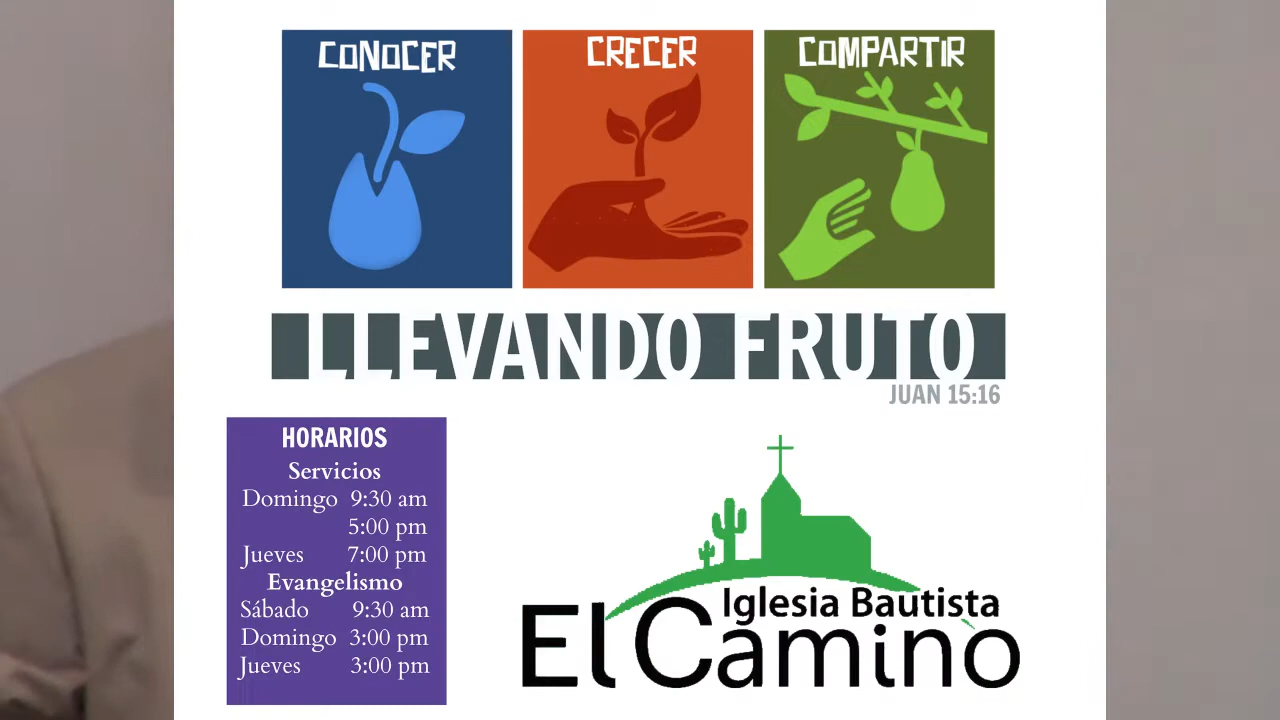 CONOCER
CRECER
COMPARTIR
LLEVANDO FRUTO
JUAN 15:16
HORARIOS
Servicios
Domingo 9:30 am
5:00 pm
Jueves 7:00 pm
Evangelismo
Sábado 9:30 am
Domingo 3:00 pm
Jueves 3:00 pm
Iglesia Bautista
El Camino